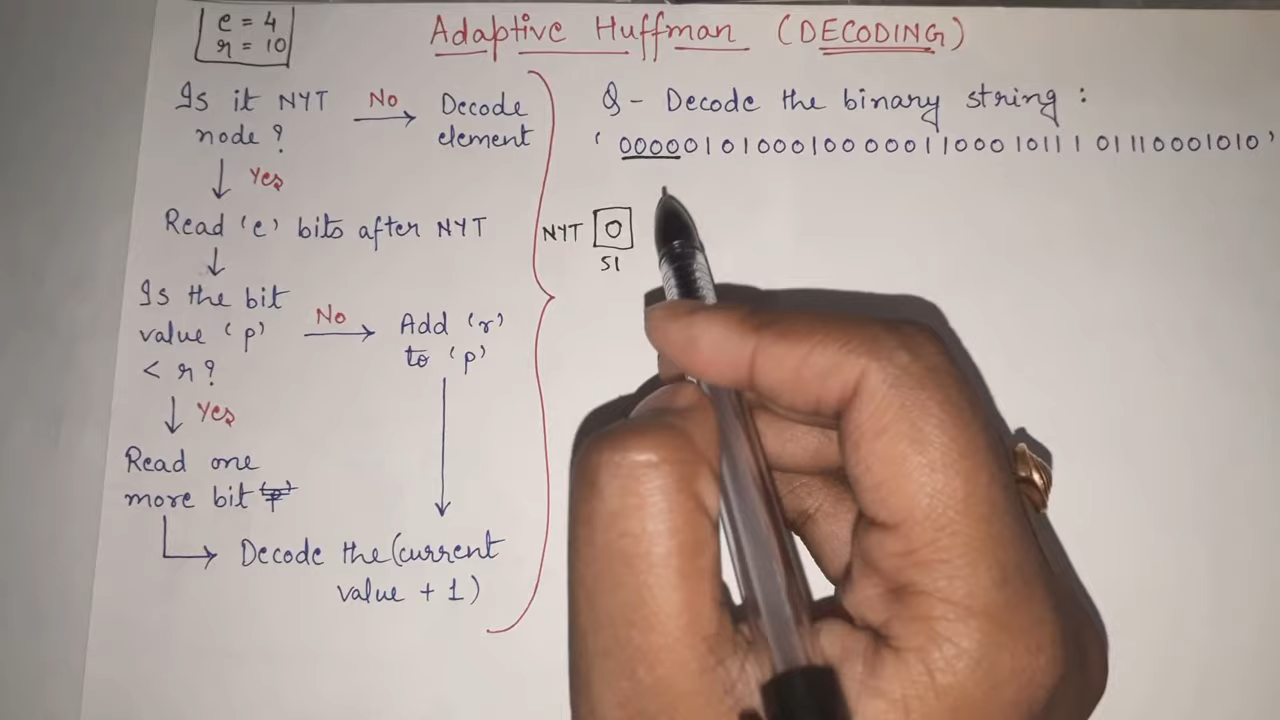 e = 4
r = 10
Adaptive Huffman (DECODING)
Is it NYT
node ?
No
Decode
element
Yes
Read 'e' bits after NYT
Is the bit
value 'p'
< r ?
No
Add 'r'
to 'p'
Yes
Read one
more bit
Decode the (current
value + 1)
Q - Decode the binary string :
' 00000101000100000110001011101110001010 '
NYT 0
51